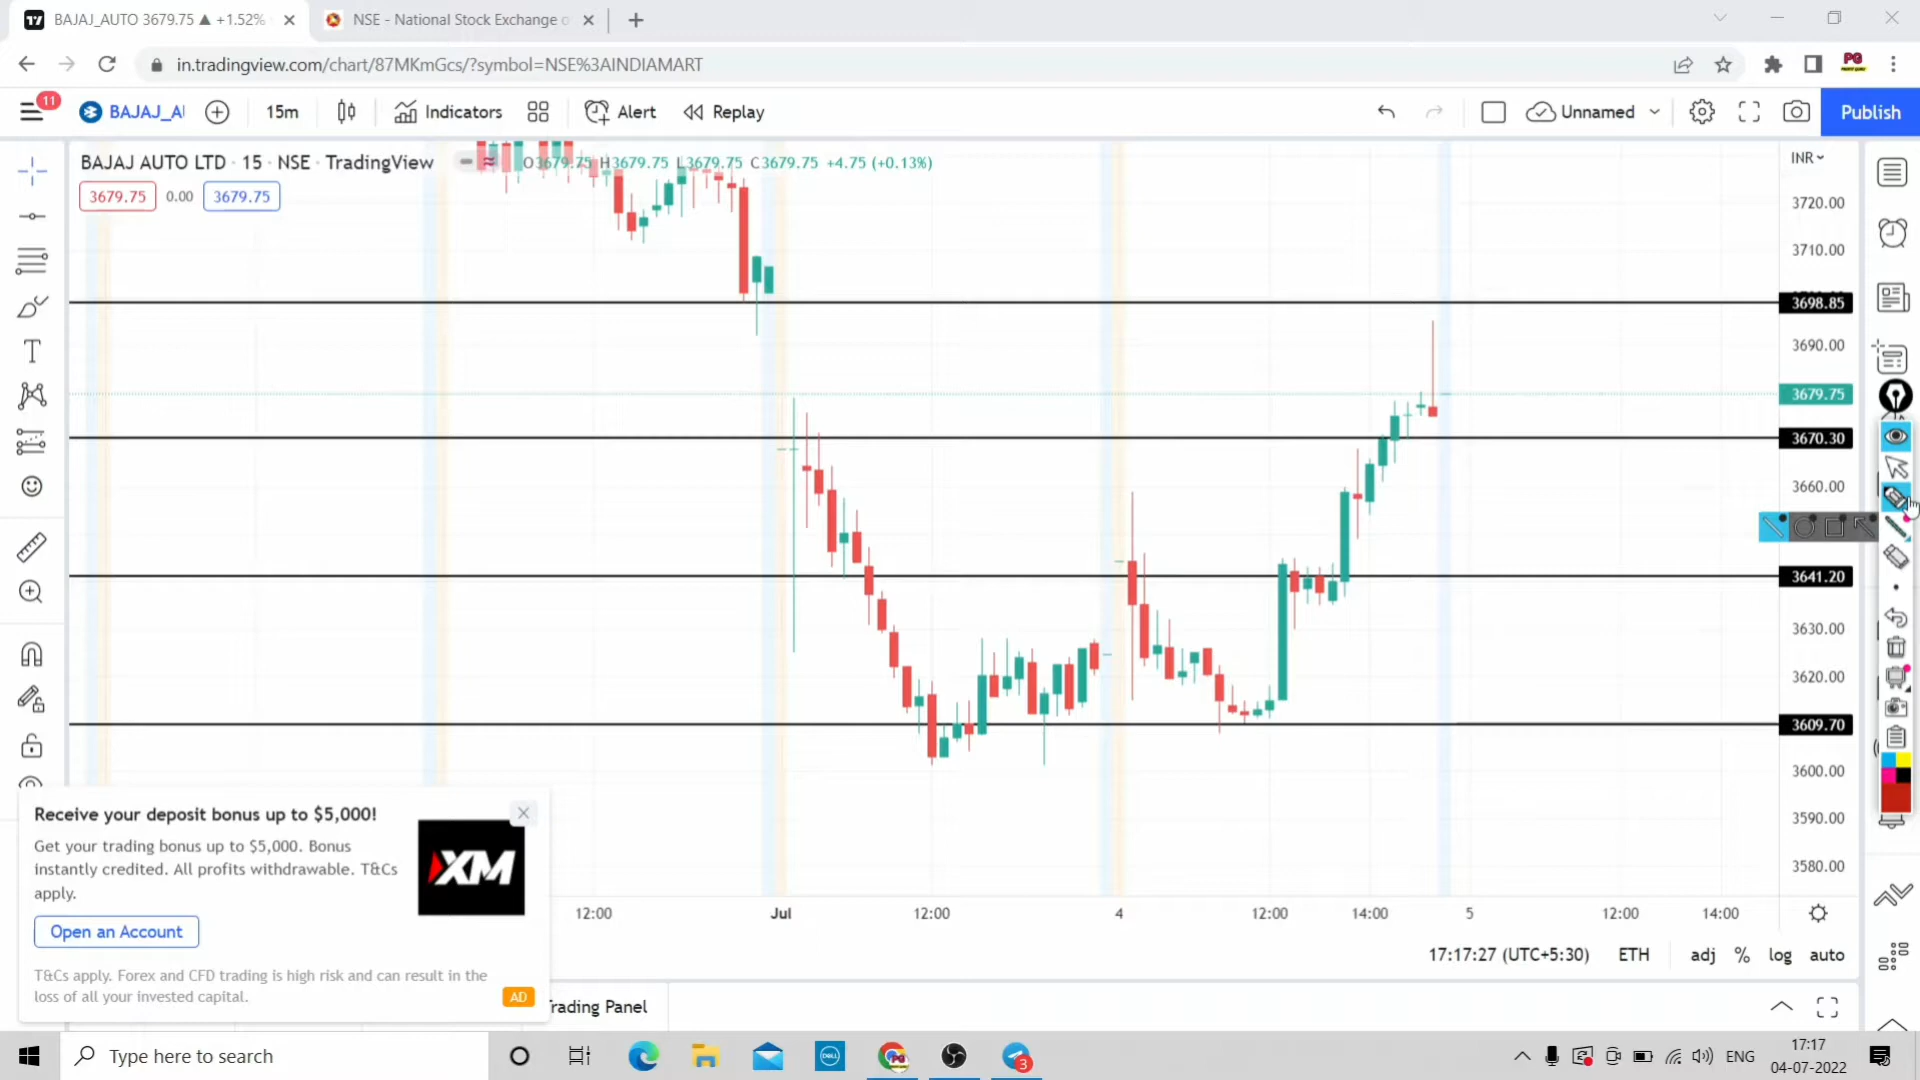 BAJAJ_AUTO 3679.75 ▲ +1.52%
NSE - National Stock Exchange o
in.tradingview.com/chart/87MKmGcs/?symbol=NSE%3AINDIAMART
PG
11
BAJAJ_AU
15m
Indicators
Alert
Replay
Unnamed
Publish
BAJAJ AUTO LTD · 15 · NSE · TradingView
O3679.75 H3679.75 L3679.75 C3679.75 +4.75 (+0.13%)
INR
3679.75 0.00 3679.75
3720.00
3710.00
3698.85
3690.00
3679.75
3670.30
3660.00
3641.20
3630.00
3620.00
3609.70
3600.00
3590.00
3580.00
Receive your deposit bonus up to $5,000!
Get your trading bonus up to $5,000. Bonus
instantly credited. All profits withdrawable. T&Cs
apply.
XM
Open an Account
T&Cs apply. Forex and CFD trading is high risk and can result in the
loss of all your invested capital.
AD
12:00 Jul 12:00 4 12:00 14:00 5 12:00 14:00
17:17:27 (UTC+5:30) ETH adj % log auto
Trading Panel
Type here to search
DELL
PG
3
ENG
17:17
04-07-2022